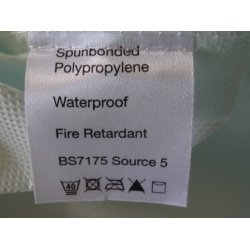 Spunbonded
Polypropylene
Waterproof
Fire Retardant
BS7175 Source 5
40